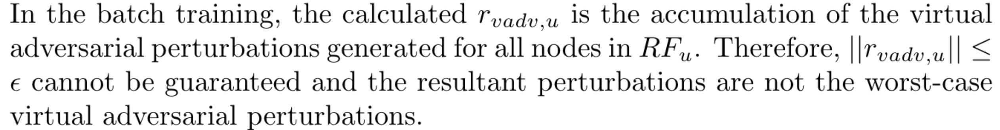 In the batch training, the calculated $r_{vadv,u}$ is the accumulation of the virtual
adversarial perturbations generated for all nodes in $RF_u$. Therefore, $||r_{vadv,u}|| \leq$
$\epsilon$ cannot be guaranteed and the resultant perturbations are not the worst-case
virtual adversarial perturbations.